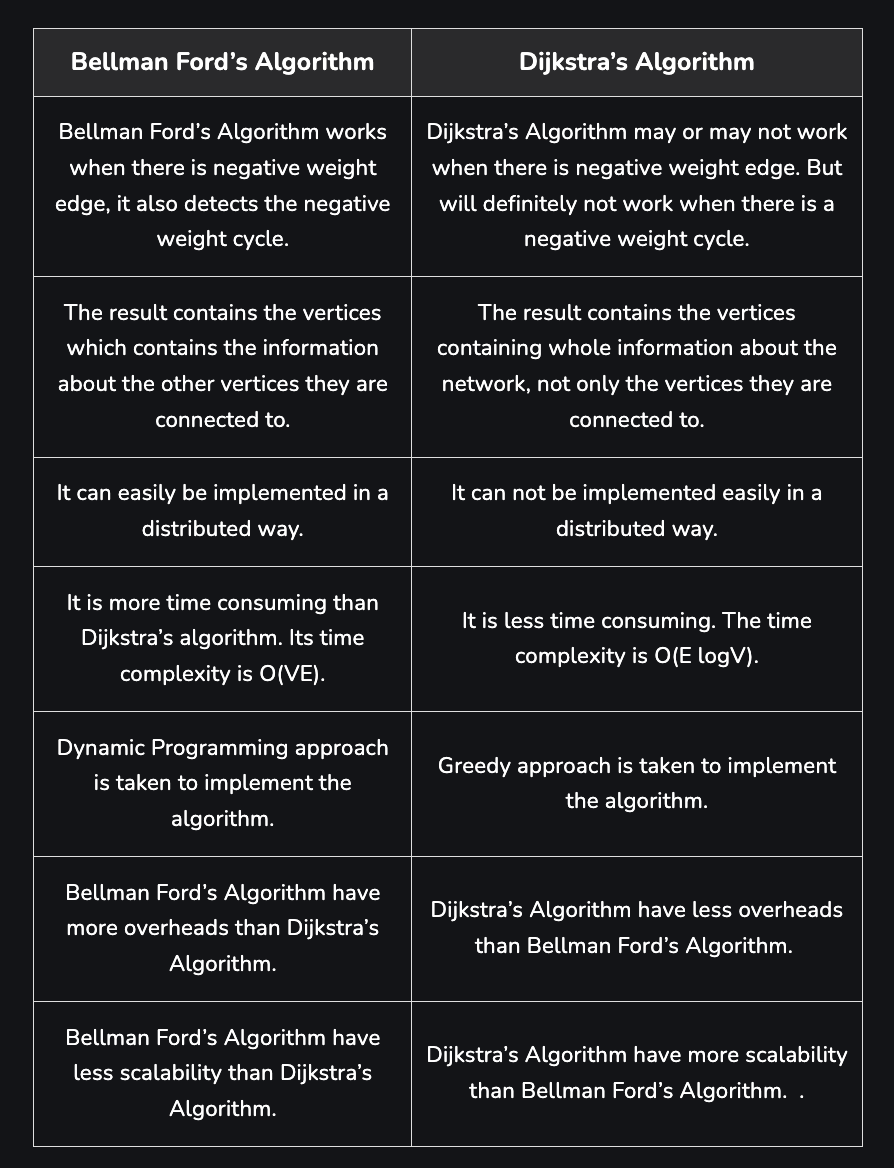 Bellman Ford’s Algorithm
Dijkstra’s Algorithm
Bellman Ford’s Algorithm works
when there is negative weight
edge, it also detects the negative
weight cycle.
Dijkstra’s Algorithm may or may not work
when there is negative weight edge. But
will definitely not work when there is a
negative weight cycle.
The result contains the vertices
which contains the information
about the other vertices they are
connected to.
The result contains the vertices
containing whole information about the
network, not only the vertices they are
connected to.
It can easily be implemented in a
distributed way.
It can not be implemented easily in a
distributed way.
It is more time consuming than
Dijkstra’s algorithm. Its time
complexity is O(VE).
It is less time consuming. The time
complexity is O(E logV).
Dynamic Programming approach
is taken to implement the
algorithm.
Greedy approach is taken to implement
the algorithm.
Bellman Ford’s Algorithm have
more overheads than Dijkstra’s
Algorithm.
Dijkstra’s Algorithm have less overheads
than Bellman Ford’s Algorithm.
Bellman Ford’s Algorithm have
less scalability than Dijkstra’s
Algorithm.
Dijkstra’s Algorithm have more scalability
than Bellman Ford’s Algorithm.  .